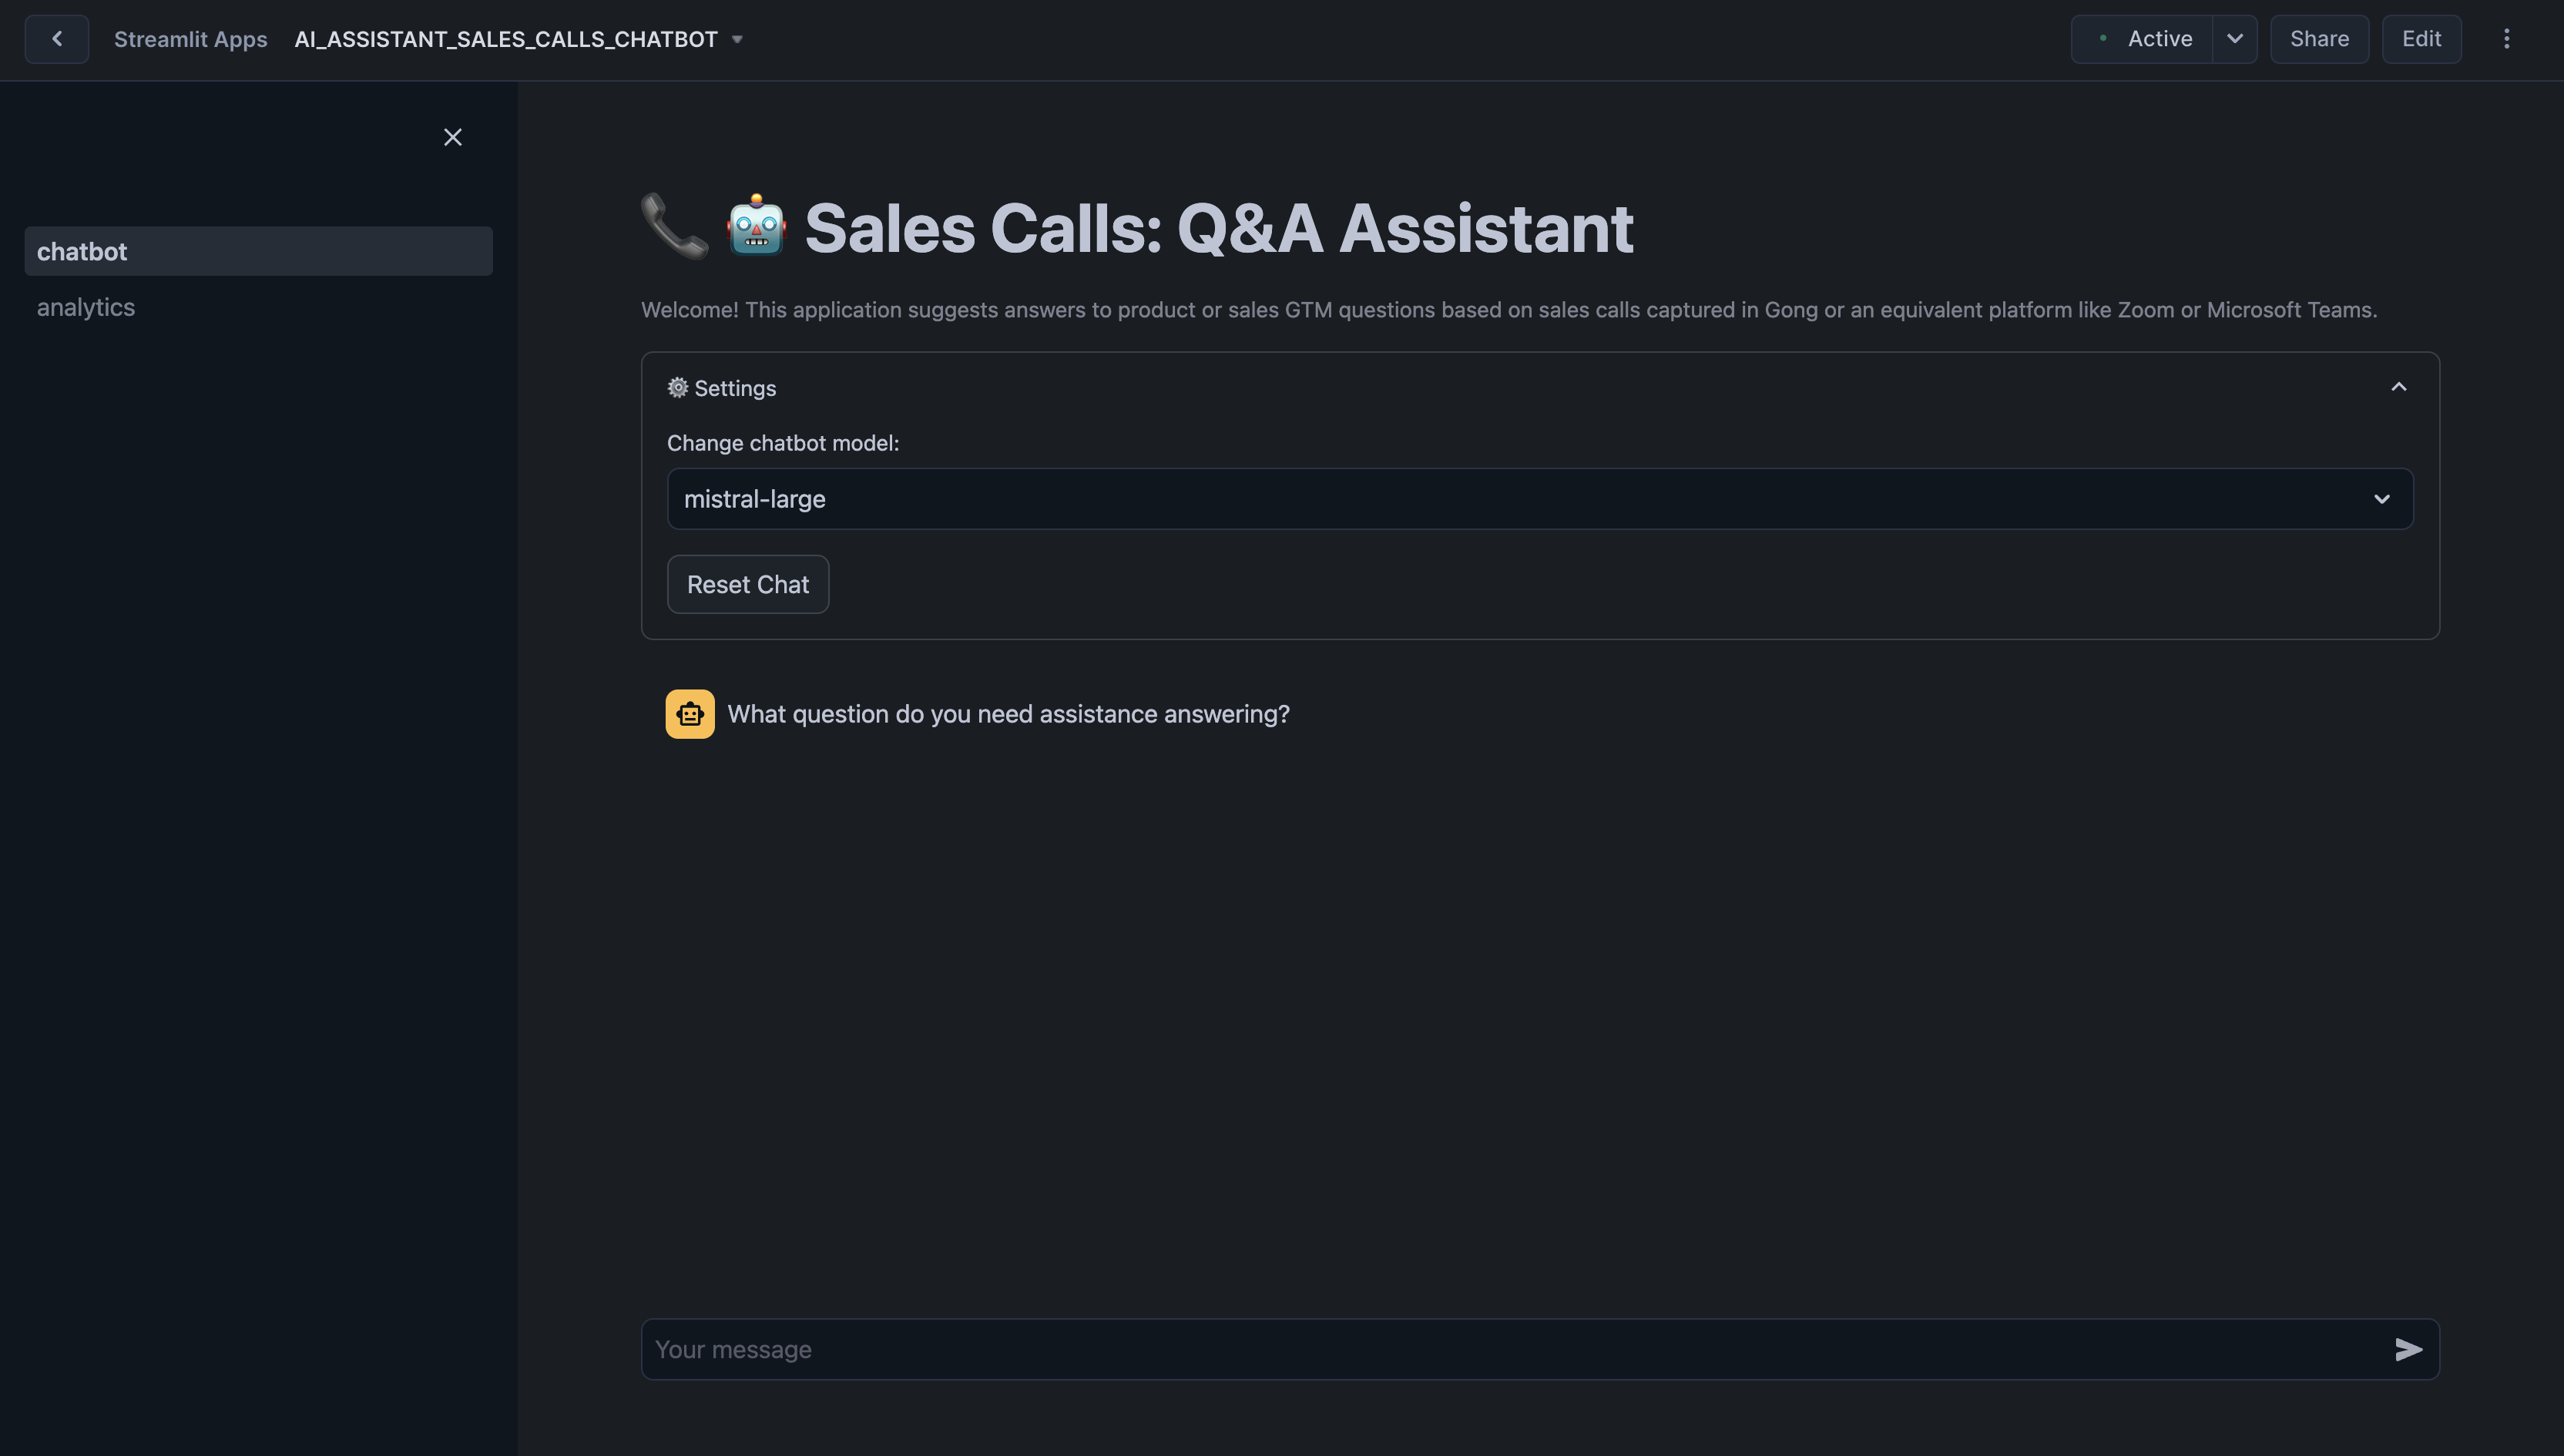 Streamlit Apps AI_ASSISTANT_SALES_CALLS_CHATBOT
Active
Share
Edit
chatbot
analytics
Sales Calls: Q&A Assistant
Welcome! This application suggests answers to product or sales GTM questions based on sales calls captured in Gong or an equivalent platform like Zoom or Microsoft Teams.
Settings
Change chatbot model:
mistral-large
Reset Chat
What question do you need assistance answering?
Your message